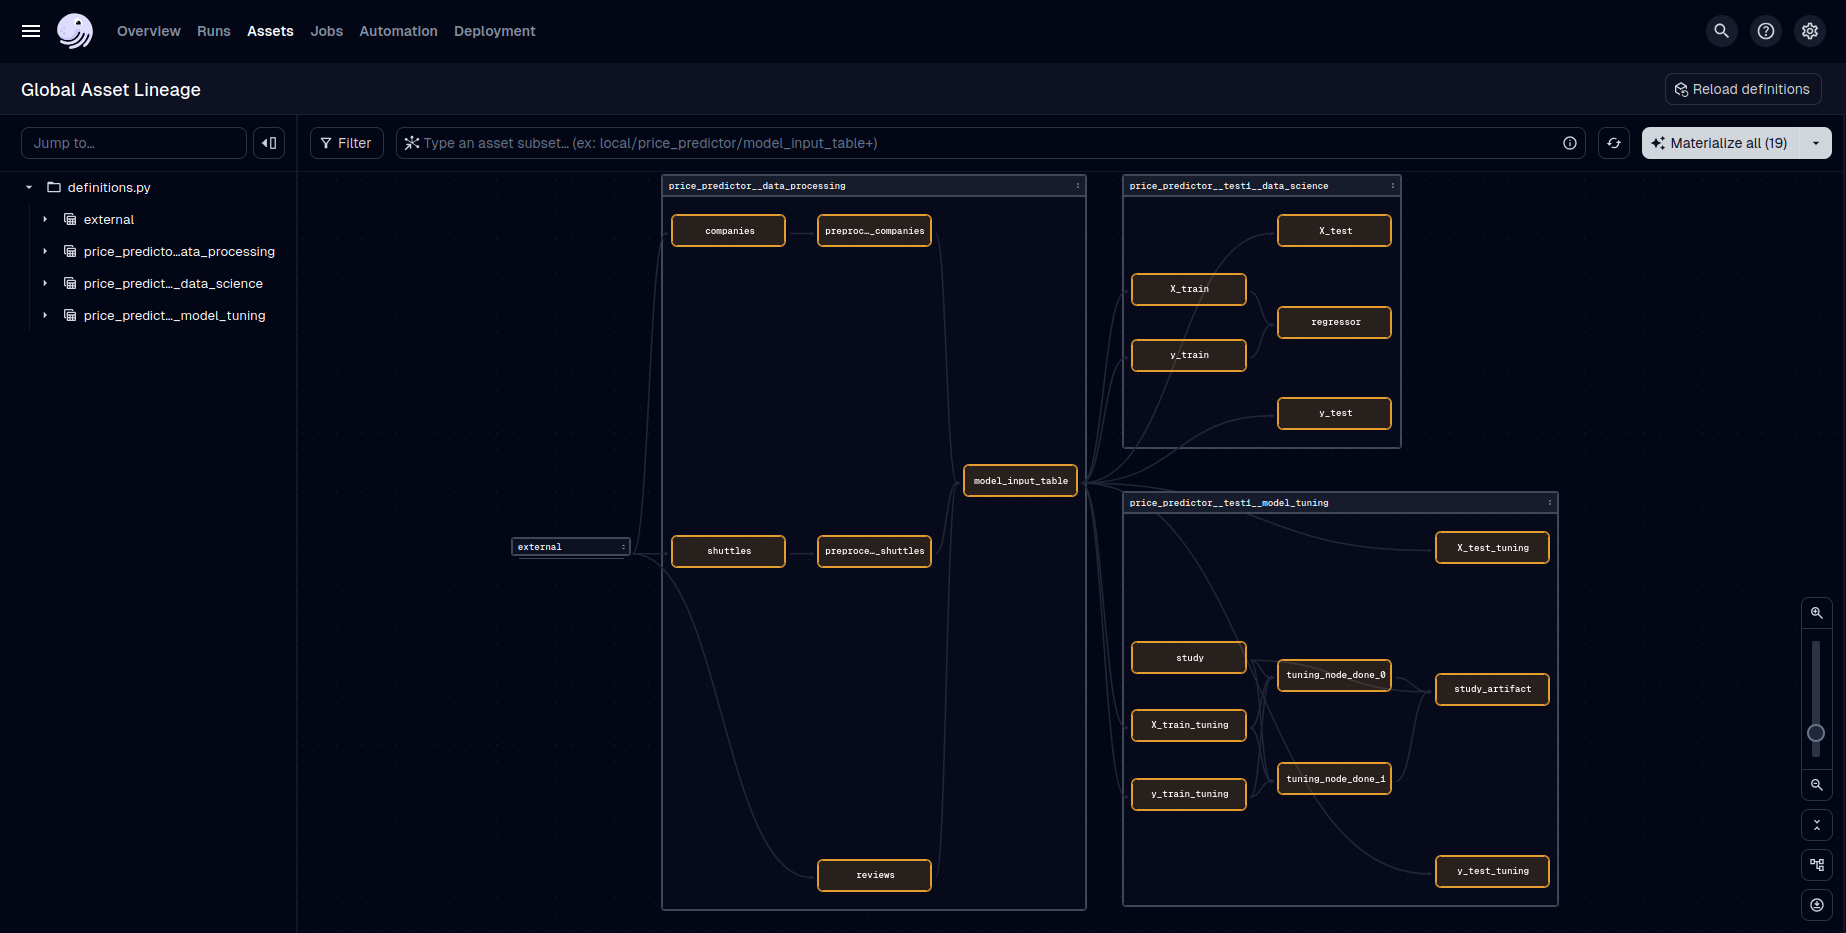 Overview Runs Assets Jobs Automation Deployment
Global Asset Lineage
Reload definitions
Jump to…
Filter
Type an asset subset… (ex: local/price_predictor/model_input_table+)
Materialize all (19)
definitions.py
external
price_predicto…ata_processing
price_predict…_data_science
price_predict…_model_tuning
external
price_predictor__data_processing
companies
preproc…_companies
shuttles
preproce…_shuttles
reviews
model_input_table
price_predictor__test1__data_science
X_test
X_train
regressor
y_train
y_test
price_predictor__test1__model_tuning
X_test_tuning
study
tuning_node_done_0
study_artifact
X_train_tuning
tuning_node_done_1
y_train_tuning
y_test_tuning